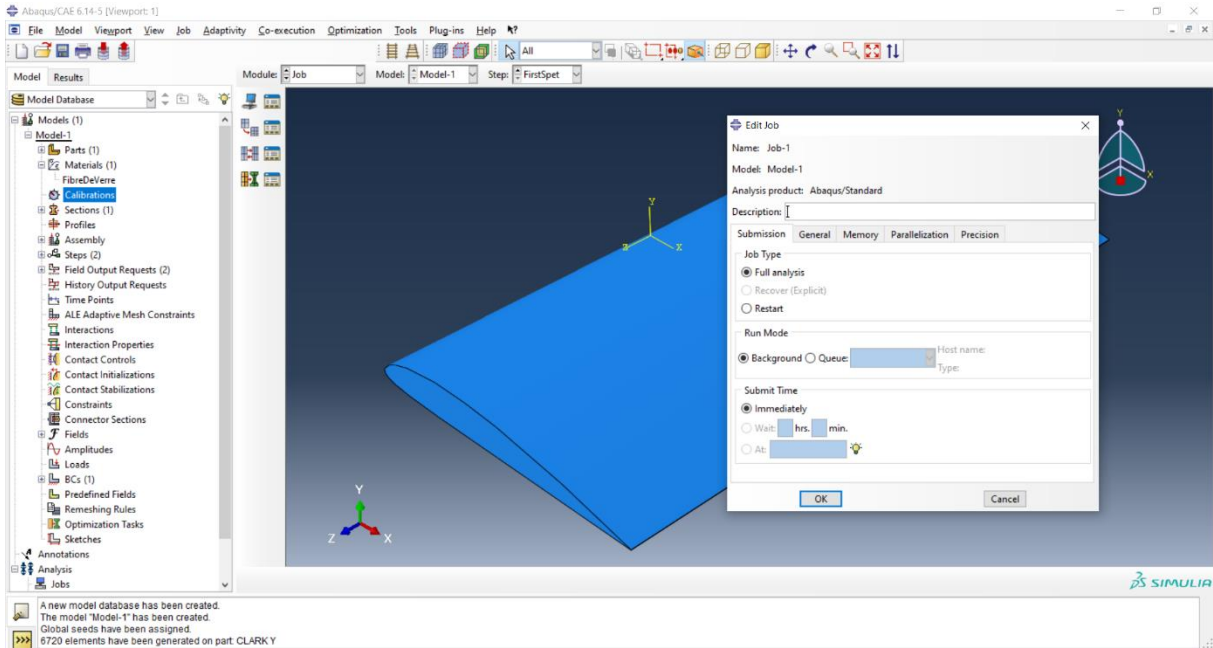 Abaqus/CAE 6.14-5 [Viewport: 1]
File Model Viewport View Job Adaptivity Co-execution Optimization Tools Plug-ins Help
All
Model Results
Module: Job Model: Model-1 Step: FirstSpet
Model Database
Models (1)
Model-1
Parts (1)
Materials (1)
FibreDeVerre
Calibrations
Sections (1)
Profiles
Assembly
Steps (2)
Field Output Requests (2)
History Output Requests
Time Points
ALE Adaptive Mesh Constraints
Interactions
Interaction Properties
Contact Controls
Contact Initializations
Contact Stabilizations
Constraints
Connector Sections
Fields
Amplitudes
Loads
BCs (1)
Predefined Fields
Remeshing Rules
Optimization Tasks
Sketches
Annotations
Analysis
Jobs
Y
Z
X
Y
Z
X
Y
X
Edit Job
Name: Job-1
Model: Model-1
Analysis product: Abaqus/Standard
Description:
Submission General Memory Parallelization Precision
Job Type
Full analysis
Recover (Explicit)
Restart
Run Mode
Background Queue: Host name:
Type:
Submit Time
Immediately
Wait: hrs. min.
At:
OK Cancel
SIMULIA
A new model database has been created.
The model "Model-1" has been created.
Global seeds have been assigned.
6720 elements have been generated on part: CLARK Y